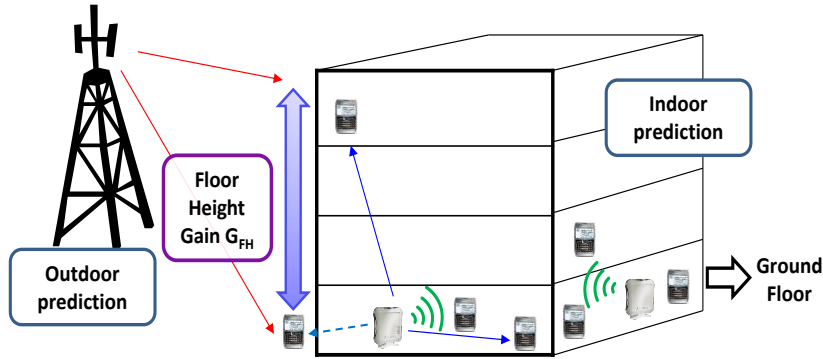 Indoor
prediction
Floor
Height
Gain G_FH
Outdoor
prediction
Ground
Floor